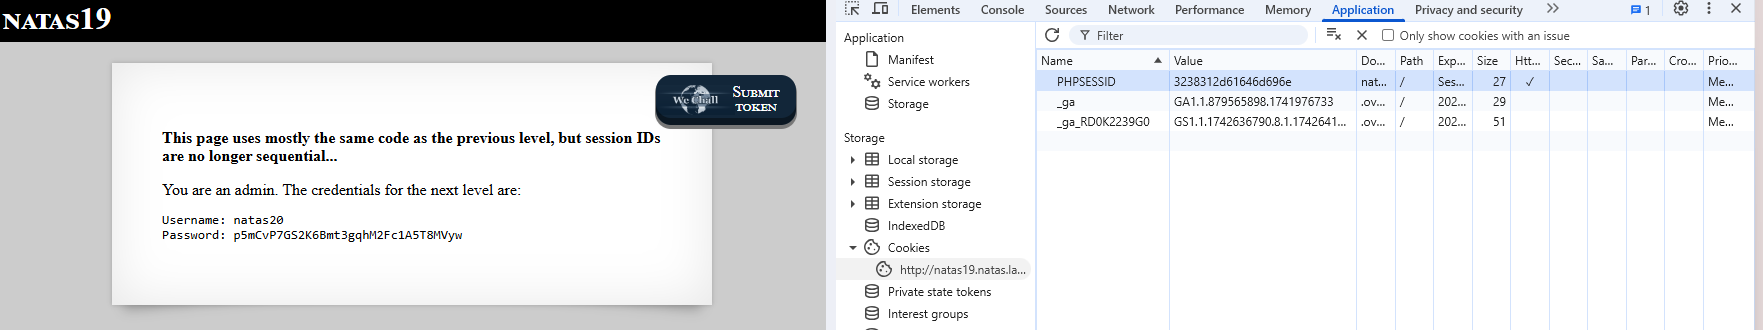 NATAS19
We Chall
SUBMIT
TOKEN
This page uses mostly the same code as the previous level, but session IDs
are no longer sequential...
You are an admin. The credentials for the next level are:
Username: natas20
Password: p5mCvP7GS2K6Bmt3gqhM2Fc1A5T8MVyw
Elements Console Sources Network Performance Memory Application Privacy and security 1
Application
Manifest
Service workers
Storage
Storage
Local storage
Session storage
Extension storage
IndexedDB
Cookies
http://natas19.natas.la...
Private state tokens
Interest groups
Filter Only show cookies with an issue
Name Value Do... Path Exp... Size Htt... Sec... Sa... Par... Cro... Prio...
PHPSESSID 3238312d61646d696e nat... / Ses... 27 ✓ Me...
_ga GA1.1.879565898.1741976733 .ov... / 202... 29 Me...
_ga_RD0K2239G0 GS1.1.1742636790.8.1.1742641... .ov... / 202... 51 Me...